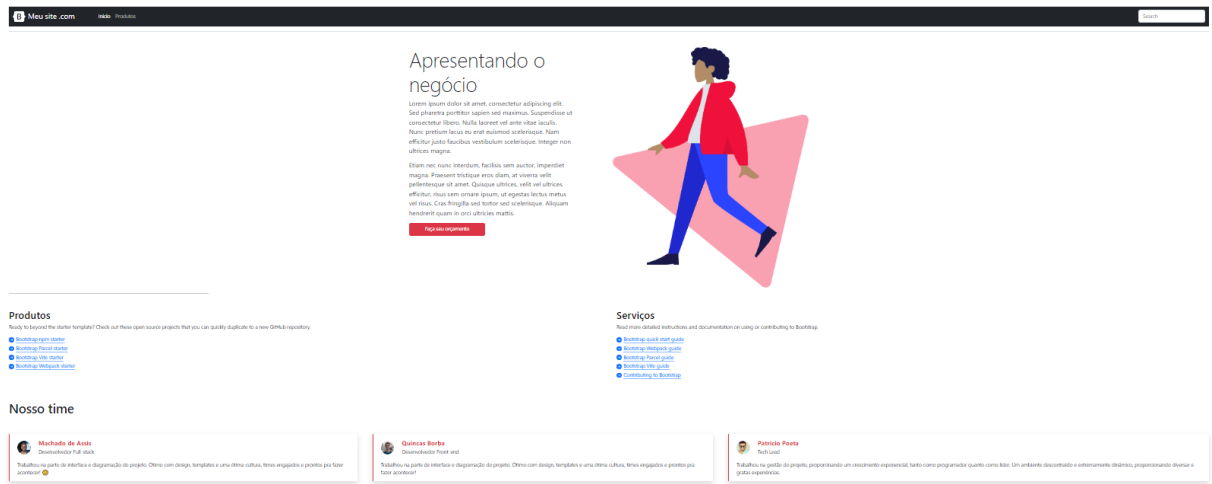 B Meu site .com Início Produtos Search
Apresentando o
negócio
Lorem ipsum dolor sit amet, consectetur adipiscing elit.
Sed pharetra porttitor sapien sed maximus. Suspendisse ut
consectetur libero. Nulla laoreet vel ante vitae iaculis.
Nunc pretium lacus eu erat euismod scelerisque. Nam
efficitur justo faucibus vestibulum scelerisque. Integer non
ultrices magna.
Etiam nec nunc interdum, facilisis sem auctor, imperdiet
magna. Praesent tristique eros diam, at viverra velit
pellentesque sit amet. Quisque ultrices, velit vel ultrices
efficitur, risus sem ornare ipsum, ut egestas lectus metus
vel risus. Cras fringilla sed tortor sed scelerisque. Aliquam
hendrerit quam in orci ultricies mattis.
Faça seu orçamento
Produtos
Ready to beyond the starter template? Check out these open source projects that you can quickly duplicate to a new GitHub repository.
Bootstrap npm starter
Bootstrap Parcel starter
Bootstrap Vite starter
Bootstrap Webpack starter
Serviços
Read more detailed instructions and documentation on using or contributing to Bootstrap.
Bootstrap quick start guide
Bootstrap Webpack guide
Bootstrap Parcel guide
Bootstrap Vite guide
Contributing to Bootstrap
Nosso time
Machado de Assis
Desenvolvedor Full-stack
Trabalhou na parte de interface e diagramação do projeto. Ótimo com design, templates e uma ótima cultura, times engajados e prontos pra fazer
acontecer! 😊
Quincas Borba
Desenvolvedor Front-end
Trabalhou na parte de interface e diagramação do projeto. Ótimo com design, templates e uma ótima cultura, times engajados e prontos pra
fazer acontecer!
Patrício Poeta
Tech Lead
Trabalhou na gestão do projeto, proporcionando um crescimento exponencial, tanto como programador quanto como líder. Um ambiente descontraído e extremamente dinâmico, proporcionando diversar e
gratas experiências.